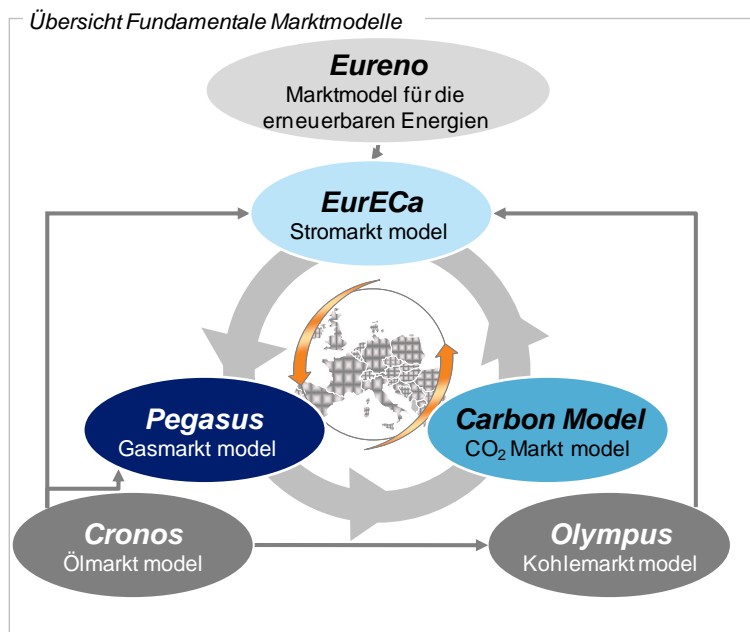 Übersicht Fundamentale Marktmodelle
Eureno
Marktmodel für die
erneuerbaren Energien
EurECa
Stromarkt model
Pegasus
Gasmarkt model
Carbon Model
CO₂ Markt model
Cronos
Ölmarkt model
Olympus
Kohlemarkt model